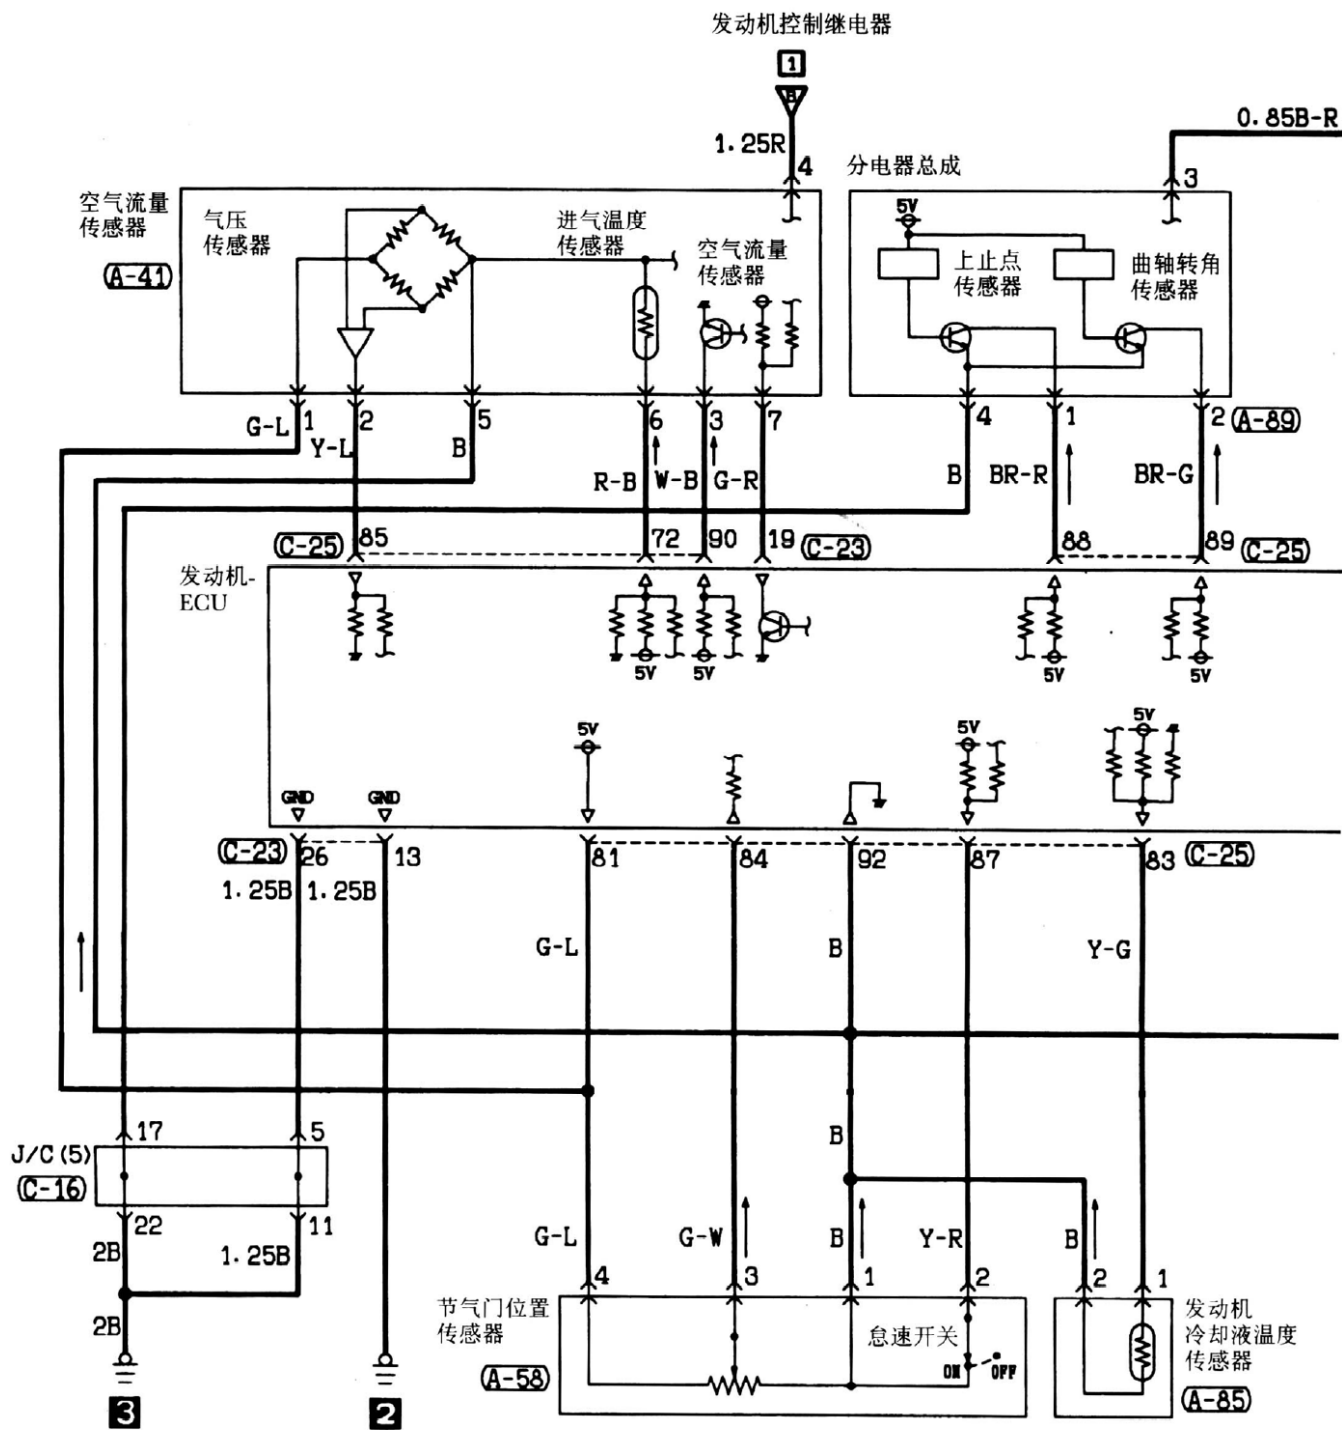 发动机控制继电器
1
B
0.85B-R
1.25R
4
分电器总成
3
空气流量
传感器
A-41
气压
传感器
进气温度
传感器
空气流量
传感器
5V
上止点
传感器
曲轴转角
传感器
G-L
1
2
5
6
3
7
4
1
2
A-89
Y-L
B
R-B
W-B
G-R
B
BR-R
BR-G
C-25
85
72
90
19
C-23
88
89
C-25
发动机-
ECU
5V
5V
5V
5V
5V
5V
5V
GND
GND
C-23
26
13
81
84
92
87
83
C-25
1.25B
1.25B
G-L
B
Y-G
17
5
J/C(5)
C-16
B
22
11
2B
1.25B
G-L
G-W
B
Y-R
B
4
3
1
2
2
1
2B
节气门位置
传感器
A-58
怠速开关
ON
OFF
发动机
冷却液温度
传感器
A-85
3
2